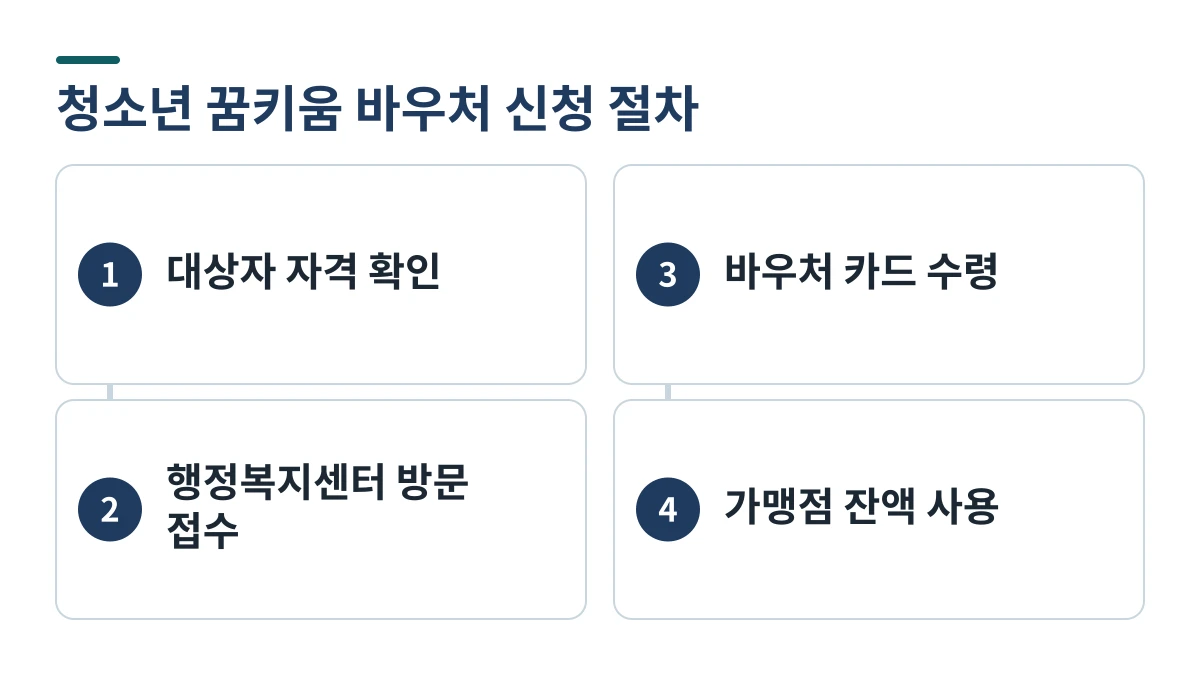 청소년 꿈키움 바우처 신청 절차
1
대상자 자격 확인
2
행정복지센터 방문
접수
3
바우처 카드 수령
4
가맹점 잔액 사용